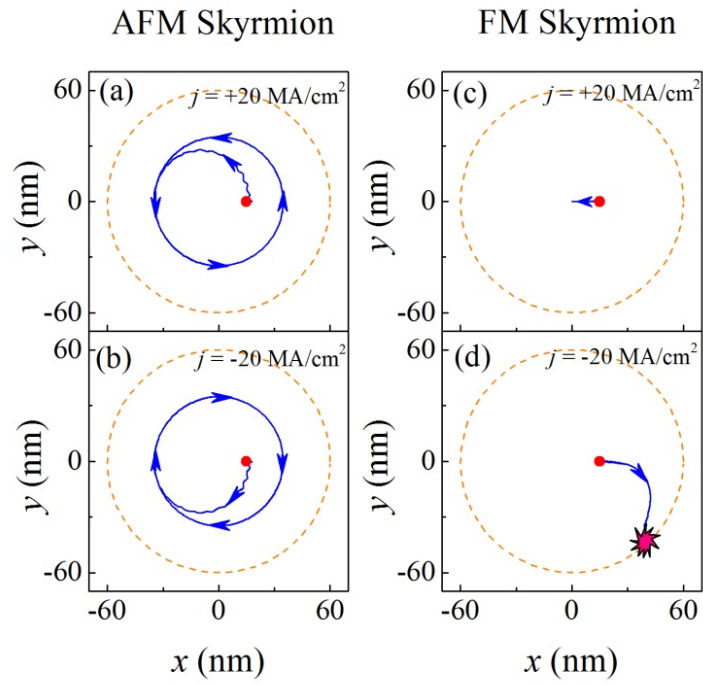 AFM Skyrmion
FM Skyrmion
(a)
j = +20 MA/cm²
(c)
j = +20 MA/cm²
60
0
-60
y (nm)
y (nm)
60
0
-60
(b)
j = -20 MA/cm²
(d)
j = -20 MA/cm²
60
0
-60
y (nm)
y (nm)
60
0
-60
-60
0
60
-60
0
60
x (nm)
x (nm)